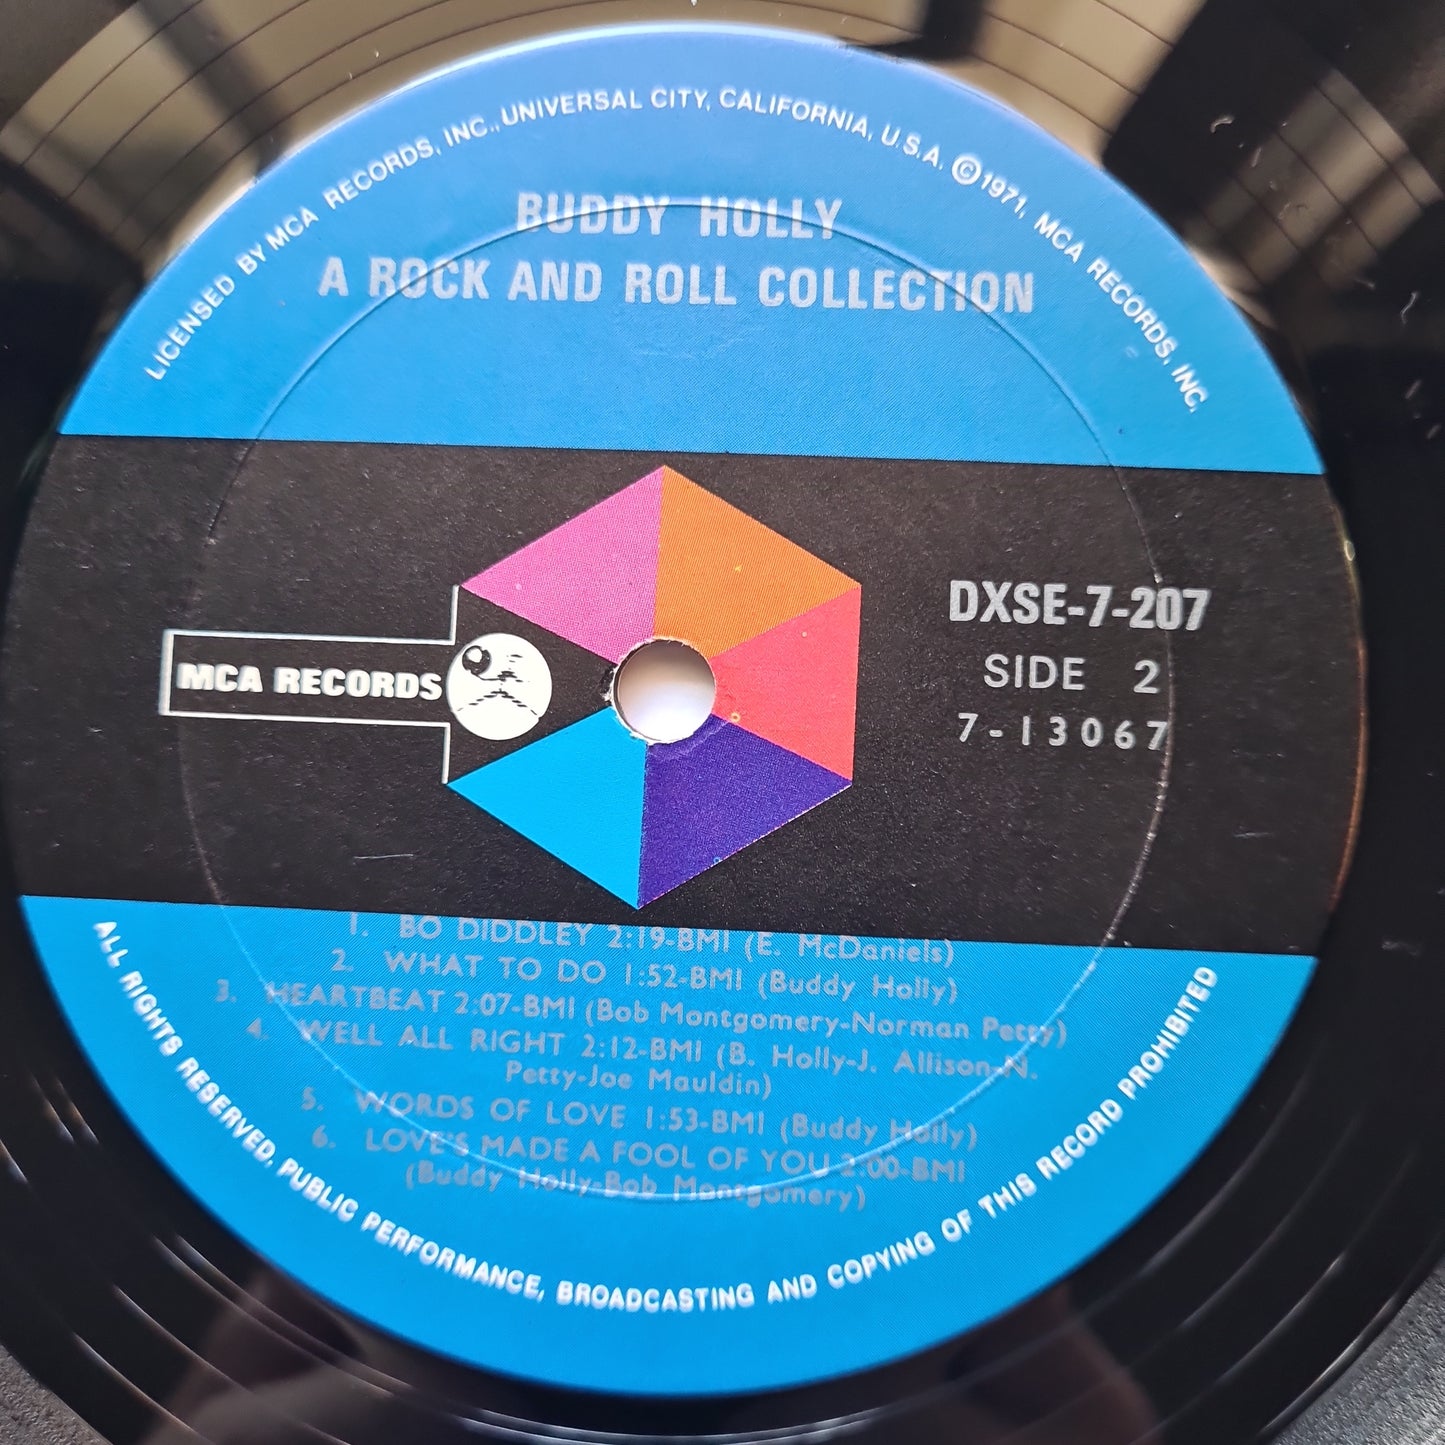 LICENSED BY MCA RECORDS, INC., UNIVERSAL CITY, CALIFORNIA, U.S.A. ©1971, MCA RECORDS, INC.
BUDDY HOLLY
A ROCK AND ROLL COLLECTION
MCA RECORDS
DXSE-7-207
SIDE 2
7-13067
1. BO DIDDLEY 2:19-BMI (E. McDaniels)
2. WHAT TO DO 1:52-BMI (Buddy Holly)
3. HEARTBEAT 2:07-BMI (Bob Montgomery-Norman Petty)
4. WELL ALL RIGHT 2:12-BMI (B. Holly-J. Allison-N.
Petty-Joe Mauldin)
5. WORDS OF LOVE 1:53-BMI (Buddy Holly)
6. LOVE'S MADE A FOOL OF YOU 2:00-BMI
(Buddy Holly-Bob Montgomery)
ALL RIGHTS RESERVED, PUBLIC PERFORMANCE, BROADCASTING AND COPYING OF THIS RECORD PROHIBITED